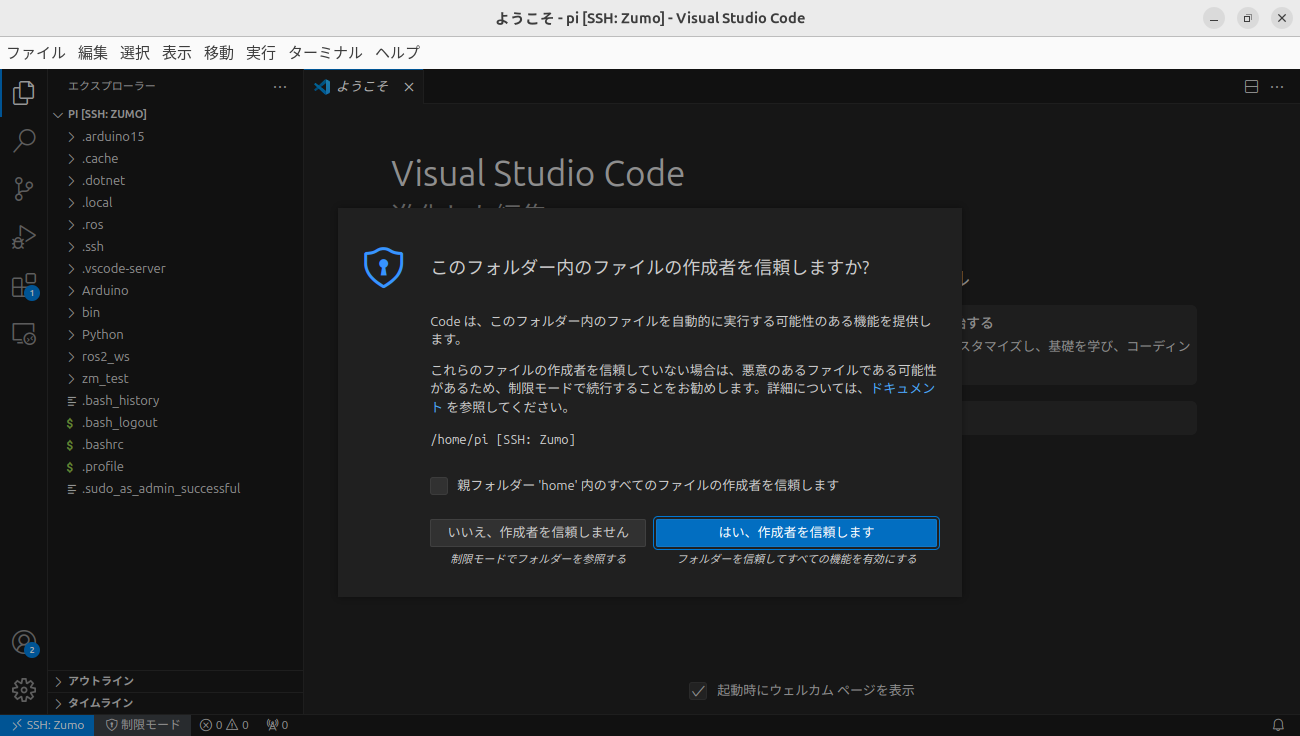 ようこそ - pi [SSH: Zumo] - Visual Studio Code
ファイル 編集 選択 表示 移動 実行 ターミナル ヘルプ
エクスプローラー
PI [SSH: ZUMO]
.arduino15
.cache
.dotnet
.local
.ros
.ssh
.vscode-server
Arduino
bin
Python
ros2_ws
zm_test
.bash_history
$ .bash_logout
$ .bashrc
$ .profile
.sudo_as_admin_successful
アウトライン
タイムライン
1
2
ようこそ
Visual Studio Code
このフォルダー内のファイルの作成者を信頼しますか?
Code は、このフォルダー内のファイルを自動的に実行する可能性のある機能を提供し
ます。
これらのファイルの作成者を信頼していない場合は、悪意のあるファイルである可能性
があるため、制限モードで続行することをお勧めします。詳細については、ドキュメン
ト を参照してください。
/home/pi [SSH: Zumo]
親フォルダー 'home' 内のすべてのファイルの作成者を信頼します
いいえ、作成者を信頼しません
制限モードでフォルダーを参照する
はい、作成者を信頼します
フォルダーを信頼してすべての機能を有効にする
ル
する
スタマイズし、基礎を学び、コーディン
起動時にウェルカム ページを表示
SSH: Zumo 制限モード 0 0 0